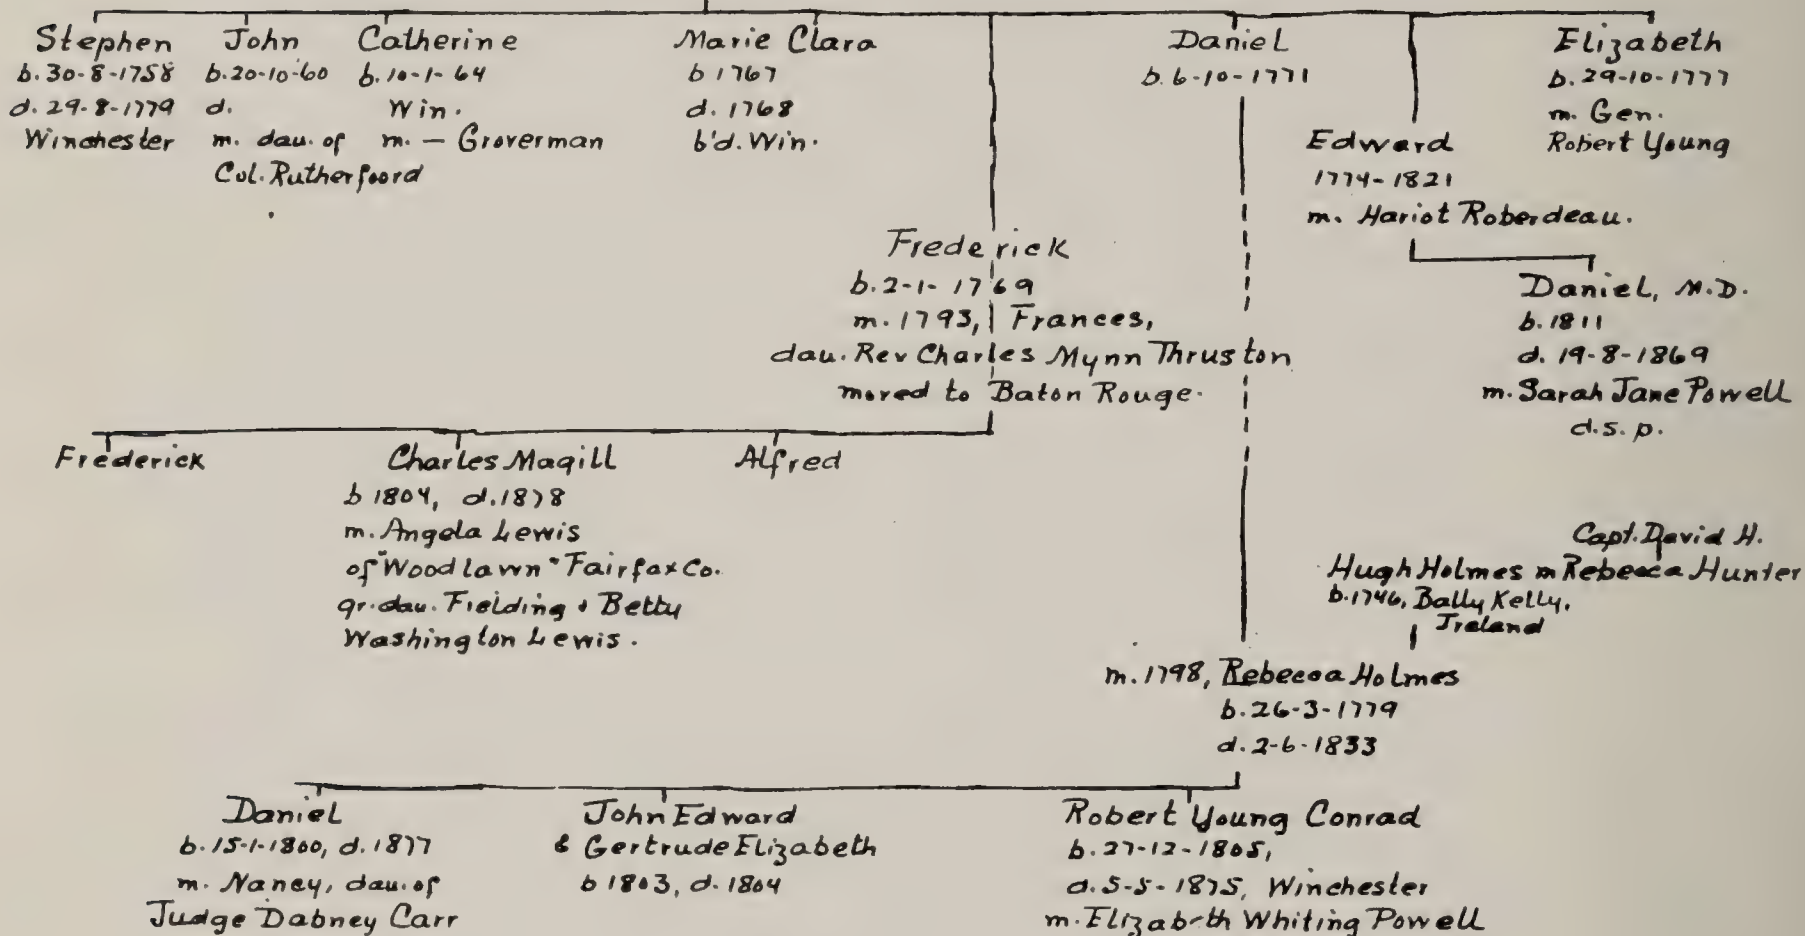 Stephen
b. 30-8-1758
d. 29-8-1779
Winchester
John
b. 20-10-60
d.
m. dau. of
Col. Rutherfoord
Catherine
b. 10-1-64
Win.
m. — Groverman
Marie Clara
b 1767
d. 1768
b'd. Win.
Daniel
b. 6-10-1771
Edward
1774-1821
m. Hariot Roberdeau.
Elizabeth
b. 29-10-1777
m. Gen.
Robert Young
Frederick
b. 2-1-1769
m. 1793, Frances,
dau. Rev Charles Mynn Thruston
moved to Baton Rouge.
Daniel, M.D.
b. 1811
d. 19-8-1869
m. Sarah Jane Powell
d.s.p.
Frederick
Charles Magill
b 1804, d. 1878
m. Angela Lewis
of "Woodlawn" Fairfax Co.
gr. dau. Fielding & Betty
Washington Lewis.
Alfred
Capt. David H.
Hugh Holmes m Rebecca Hunter
b. 1746, Bally Kelly,
Ireland
m. 1798, Rebecca Holmes
b. 26-3-1779
d. 2-6-1833
Daniel
b. 15-1-1800, d. 1877
m. Nancy, dau. of
Judge Dabney Carr
John Edward
& Gertrude Elizabeth
b 1803, d. 1804
Robert Young Conrad
b. 27-12-1805,
d. 5-5-1875, Winchester
m. Elizabeth Whiting Powell